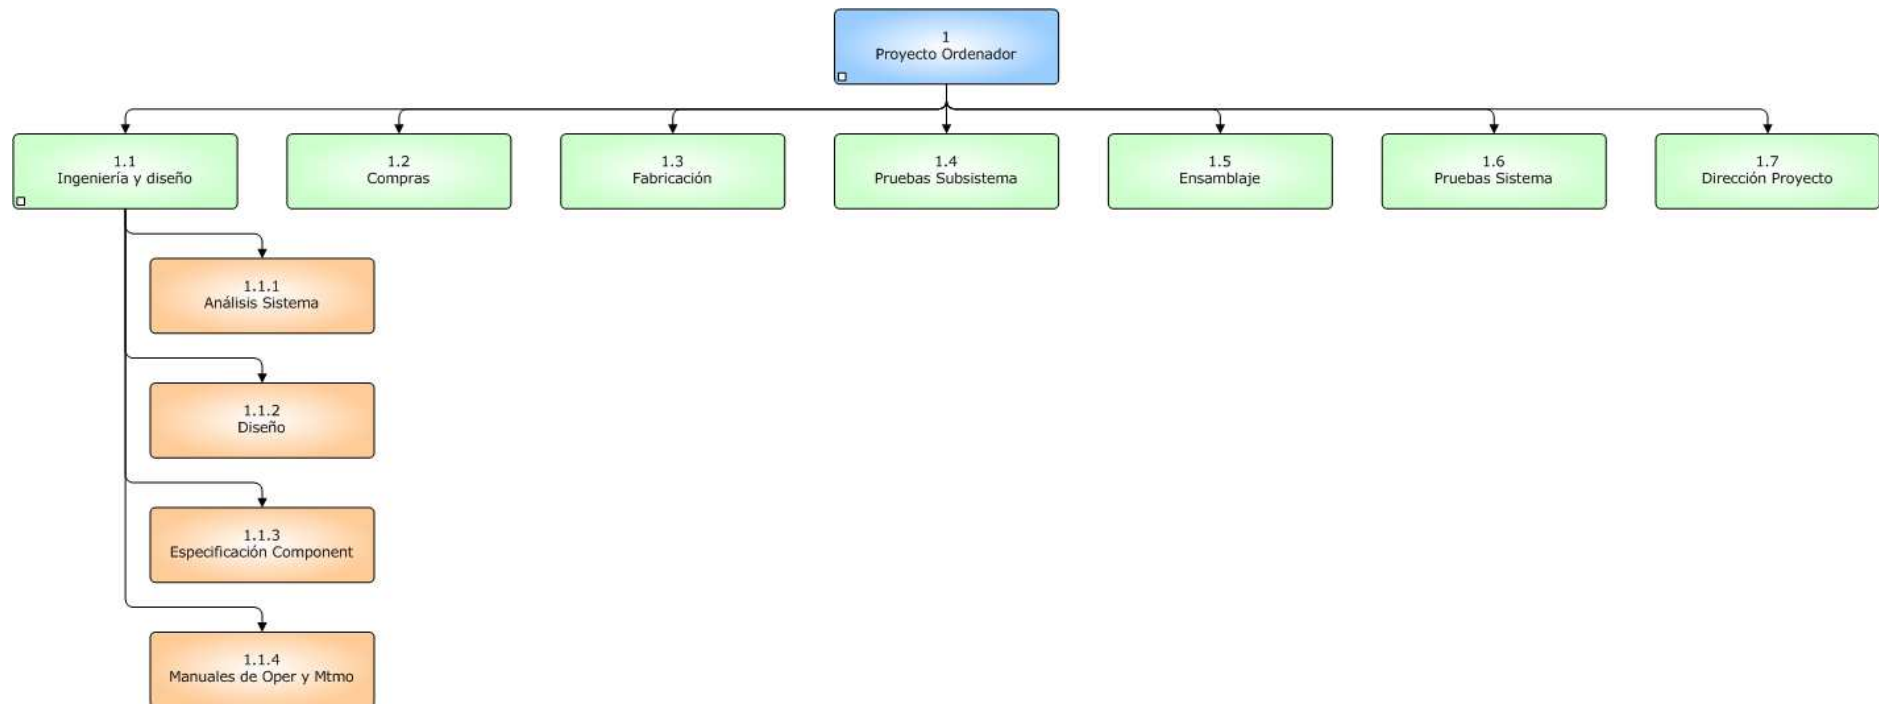 1
Proyecto Ordenador
1.1
Ingeniería y diseño
1.2
Compras
1.3
Fabricación
1.4
Pruebas Subsistema
1.5
Ensamblaje
1.6
Pruebas Sistema
1.7
Dirección Proyecto
1.1.1
Análisis Sistema
1.1.2
Diseño
1.1.3
Especificación Component
1.1.4
Manuales de Oper y Mtmo